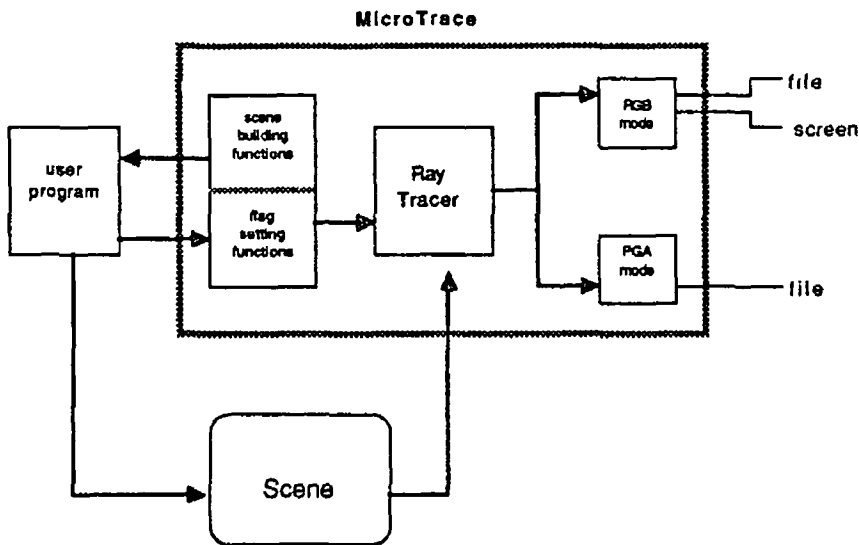 MicroTrace
scene
building
functions
user
program
flag
setting
functions
Ray
Tracer
RGB
mode
file
screen
PGA
mode
file
Scene